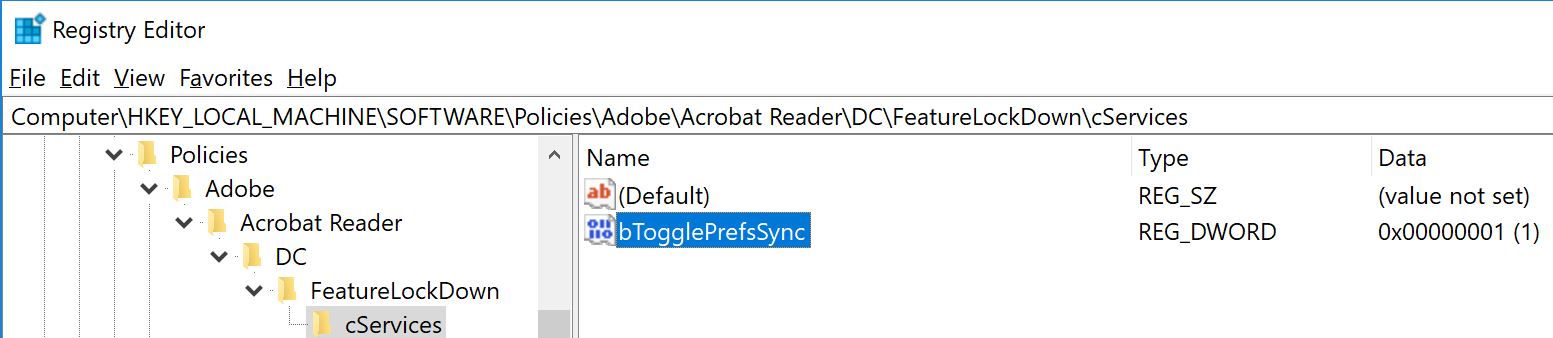 Registry Editor
File Edit View Favorites Help
Computer\HKEY_LOCAL_MACHINE\SOFTWARE\Policies\Adobe\Acrobat Reader\DC\FeatureLockDown\cServices
Policies
Adobe
Acrobat Reader
DC
FeatureLockDown
cServices
Name Type Data
ab (Default) REG_SZ (value not set)
bTogglePrefsSync REG_DWORD 0x00000001 (1)